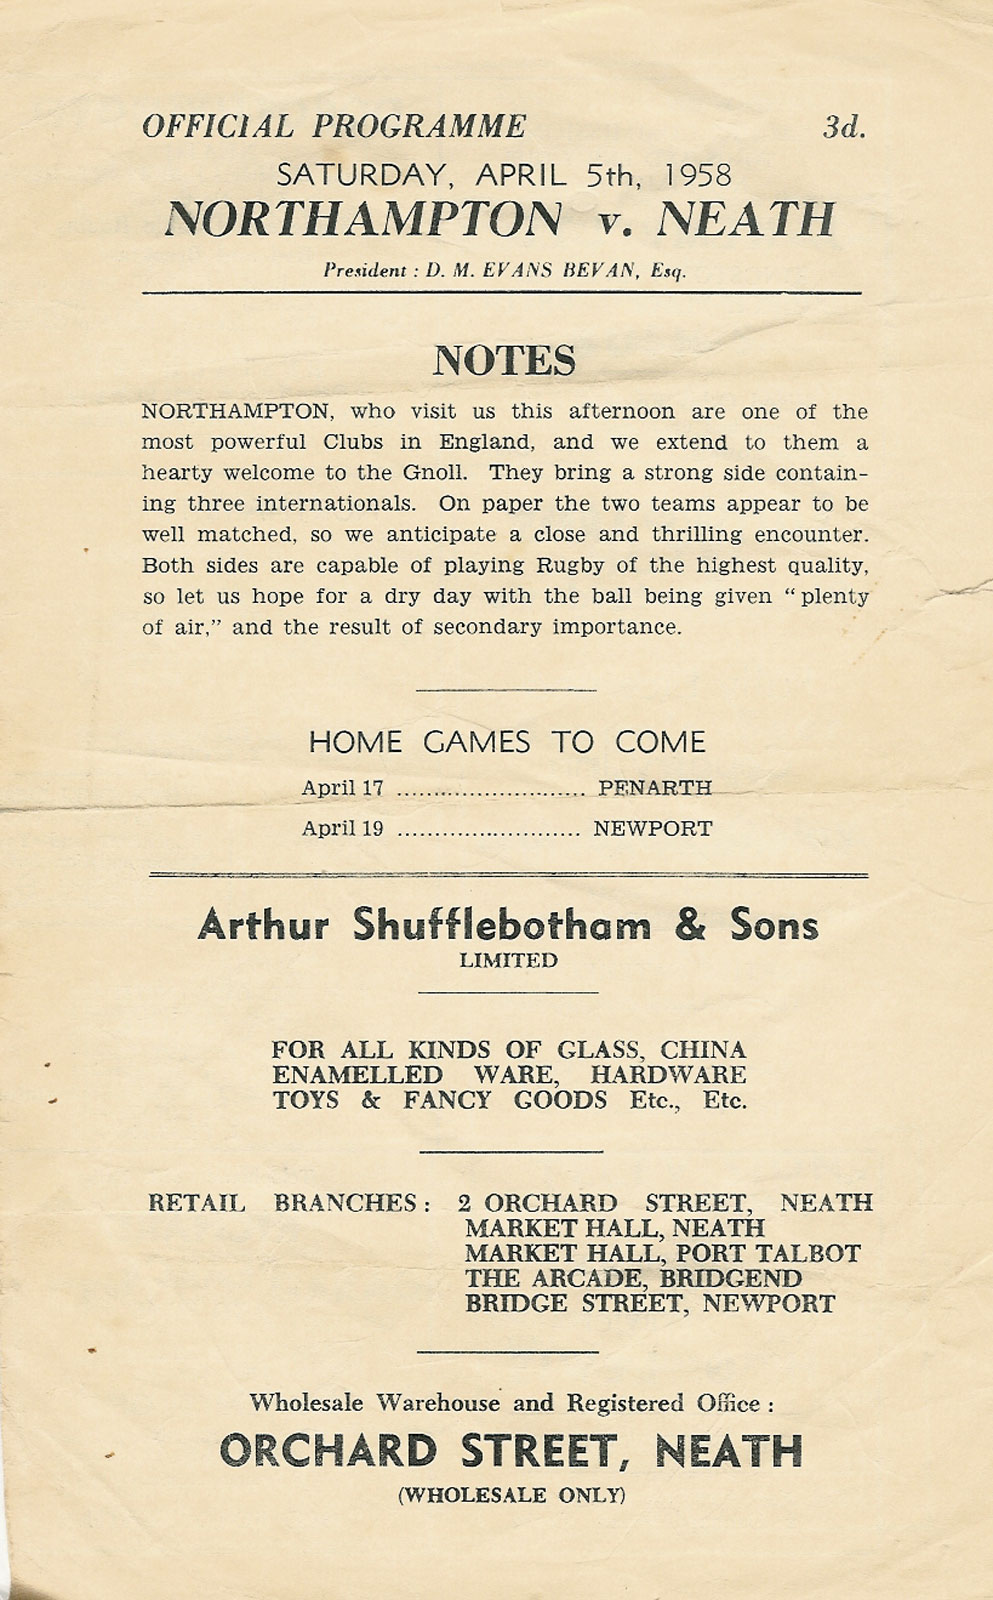 OFFICIAL PROGRAMME 3d.
SATURDAY, APRIL 5th, 1958
NORTHAMPTON v. NEATH
President : D. M. EVANS BEVAN, Esq.
NOTES
NORTHAMPTON, who visit us this afternoon are one of the
most powerful Clubs in England, and we extend to them a
hearty welcome to the Gnoll. They bring a strong side contain-
ing three internationals. On paper the two teams appear to be
well matched, so we anticipate a close and thrilling encounter.
Both sides are capable of playing Rugby of the highest quality,
so let us hope for a dry day with the ball being given "plenty
of air," and the result of secondary importance.
HOME GAMES TO COME
April 17 .......................... PENARTH
April 19 ......................... NEWPORT
Arthur Shufflebotham & Sons
LIMITED
FOR ALL KINDS OF GLASS, CHINA
ENAMELLED WARE, HARDWARE
TOYS & FANCY GOODS Etc., Etc.
RETAIL BRANCHES : 2 ORCHARD STREET, NEATH
MARKET HALL, NEATH
MARKET HALL, PORT TALBOT
THE ARCADE, BRIDGEND
BRIDGE STREET, NEWPORT
Wholesale Warehouse and Registered Office :
ORCHARD STREET, NEATH
(WHOLESALE ONLY)